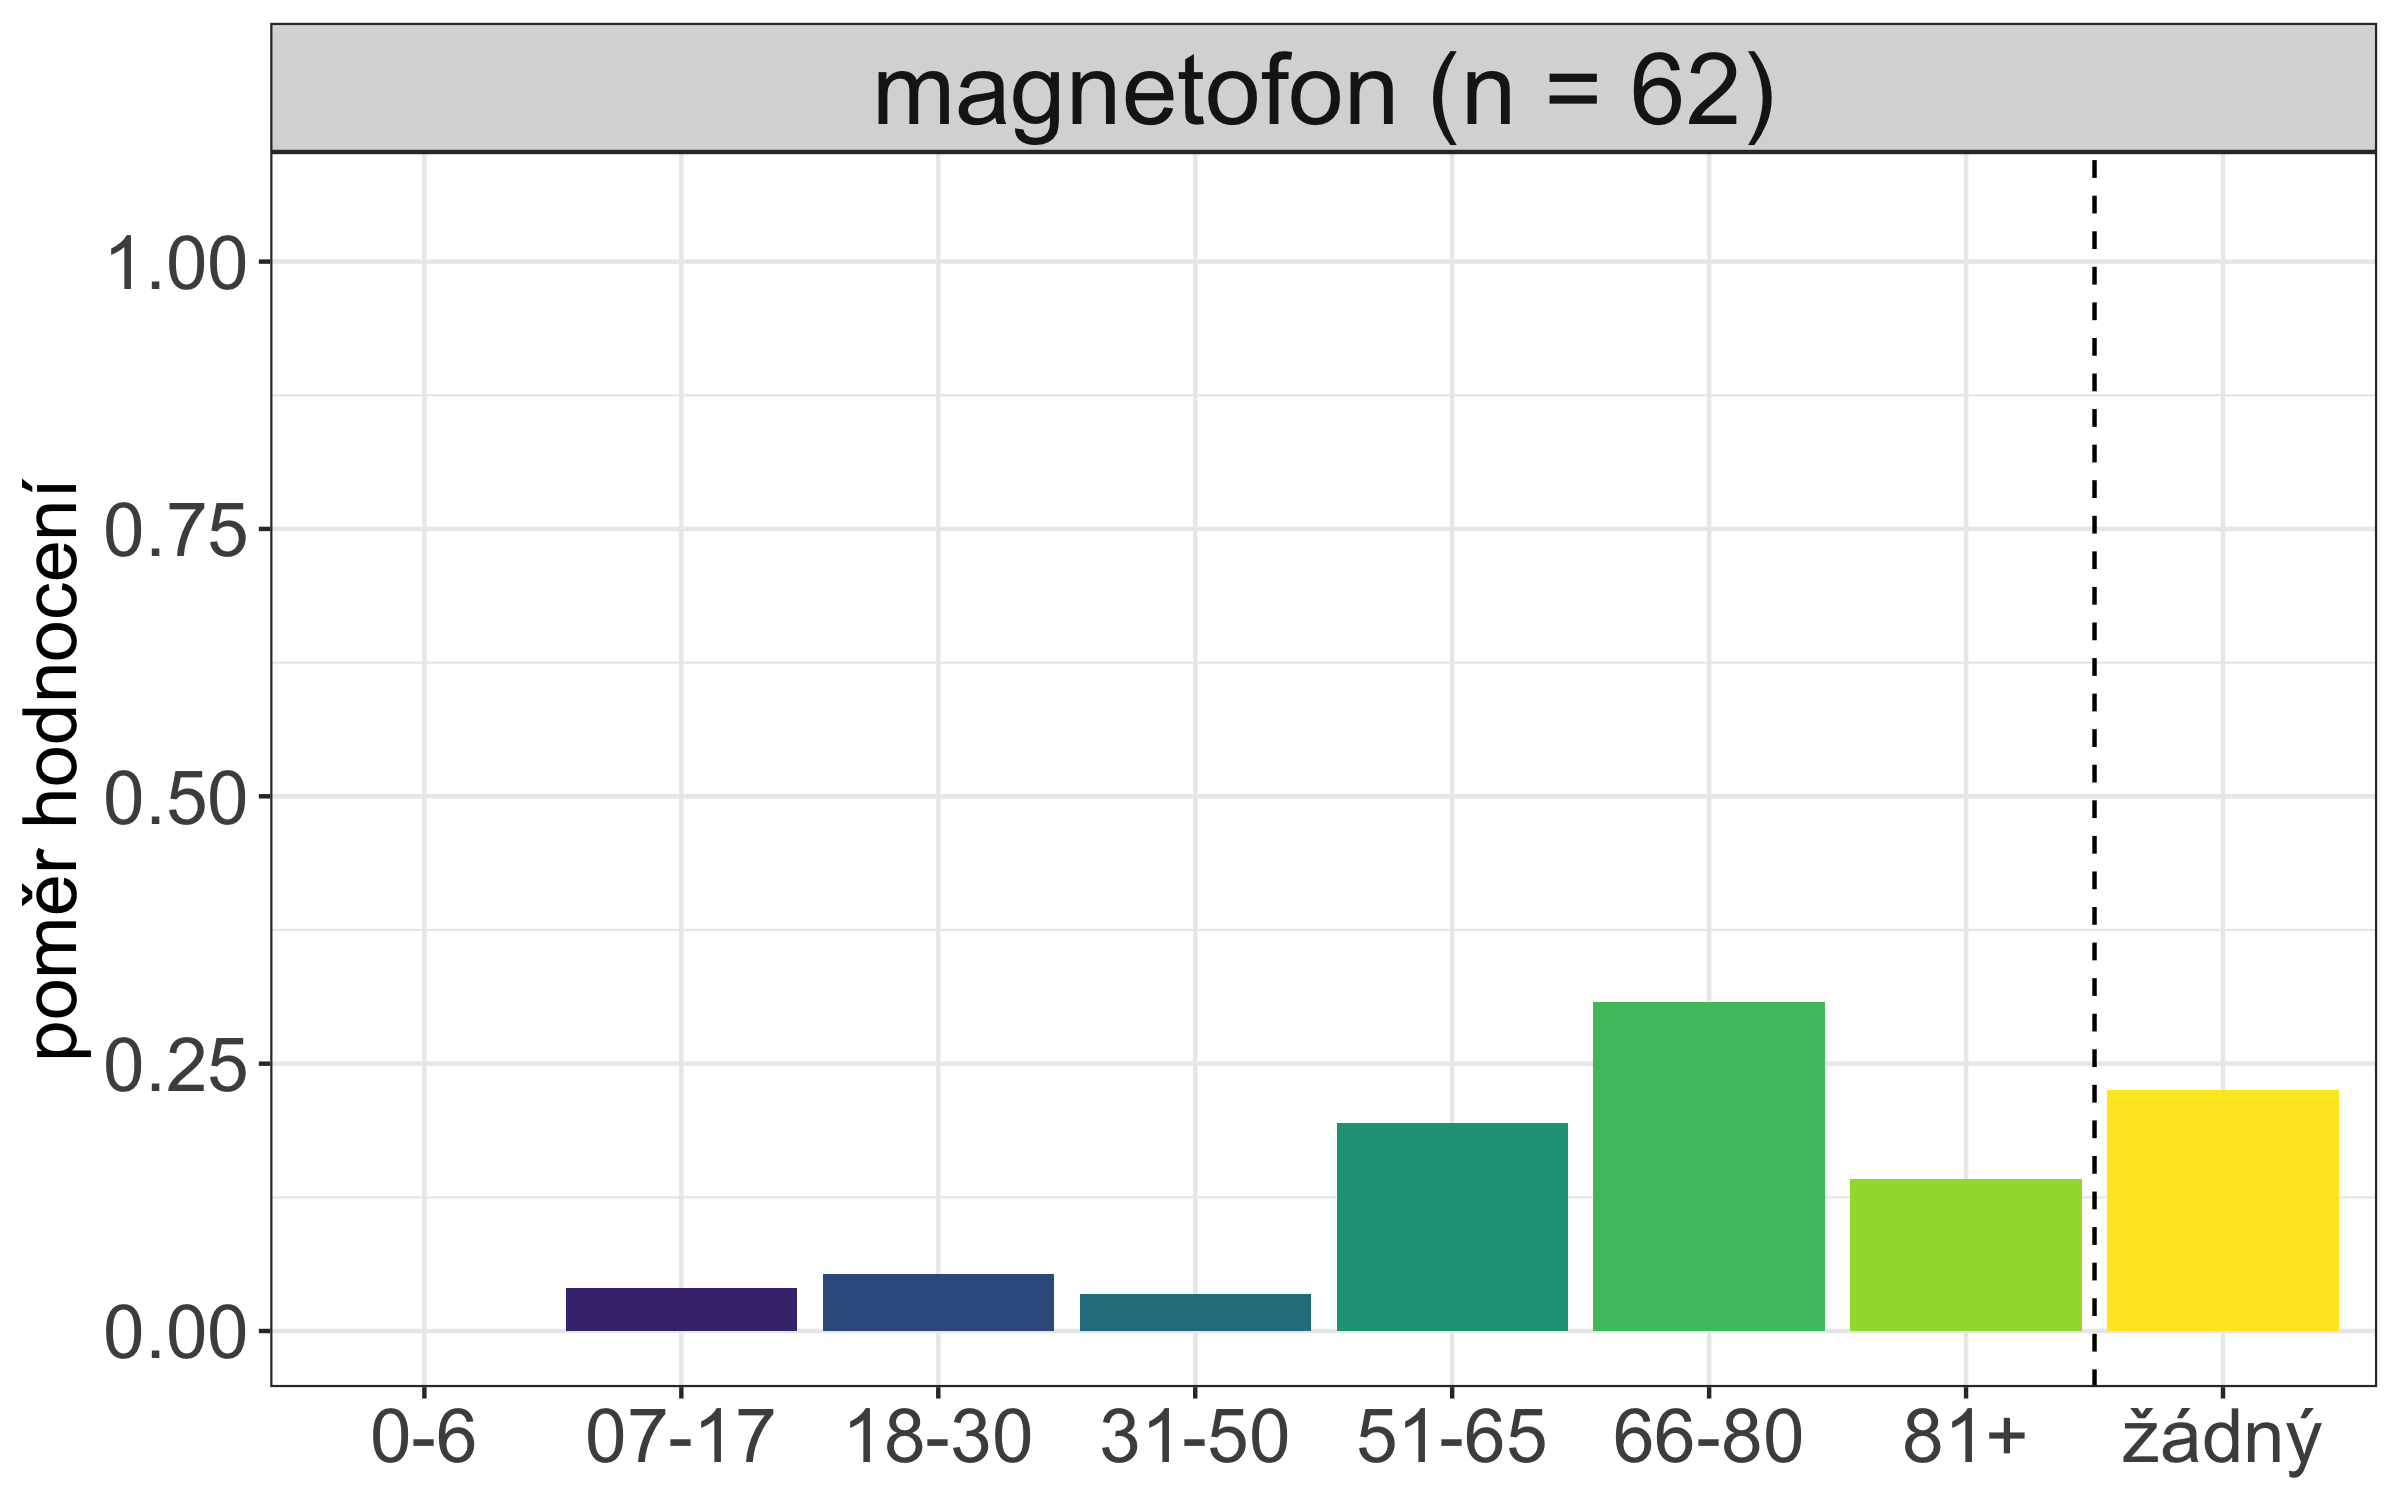 magnetofon (n = 62)
poměr hodnocení
1.00
0.75
0.50
0.25
0.00
0-6 07-17 18-30 31-50 51-65 66-80 81+ žádný